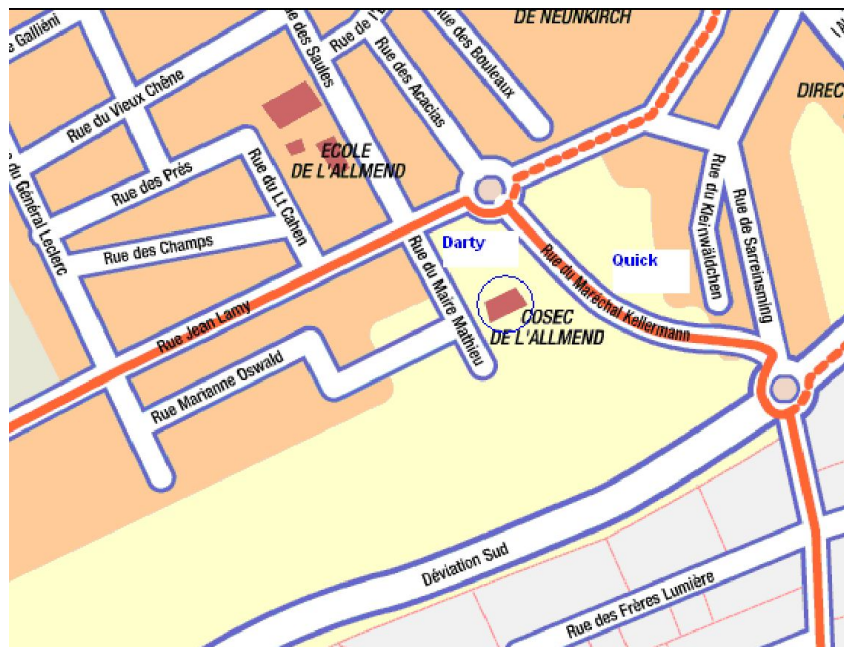 DE NEUNKIRCH
Rue des Saules
Rue de l'
Rue des Acacias
Rue des Bouleaux
Galliéni
Rue du Vieux Chêne
DIREC
ECOLE
DE L'ALLMEND
Rue des Prés
Rue du Lt Cahen
du Général Leclerc
Rue des Champs
Darty
Quick
Rue du Kleinwäldchen
Rue de Sarreinsming
Rue du Maire Mathieu
Rue du Maréchal Kellermann
Rue Jean Lamy
COSEC
DE L'ALLMEND
Rue Marianne Oswald
Déviation Sud
Rue des Frères Lumière